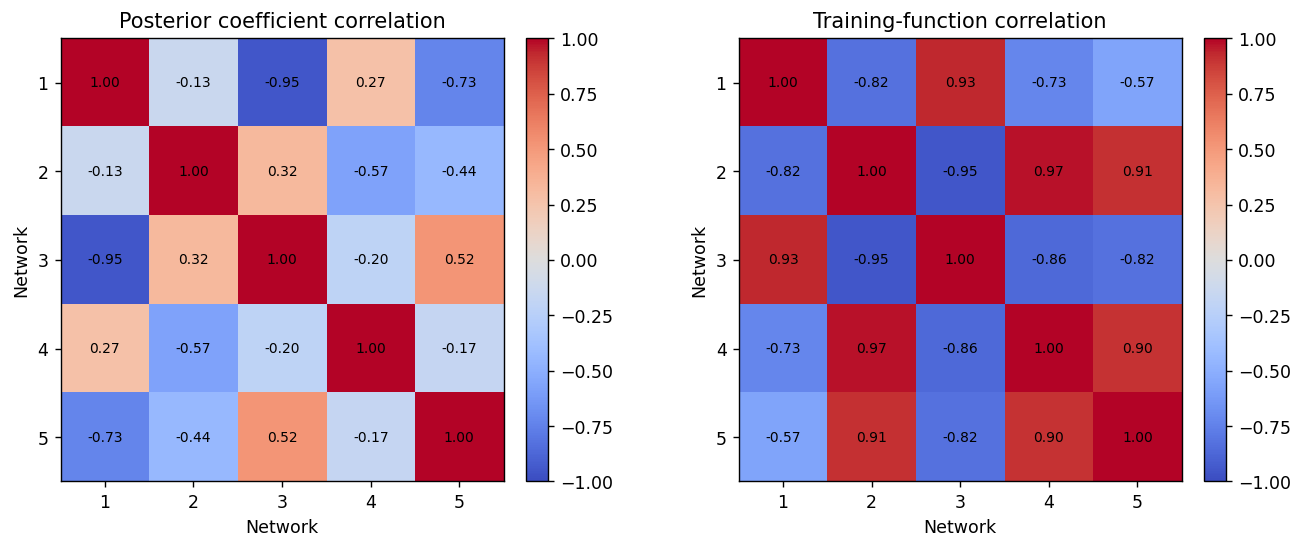 Posterior coefficient correlation
1 1.00 -0.13 -0.95 0.27 -0.73
2 -0.13 1.00 0.32 -0.57 -0.44
3 -0.95 0.32 1.00 -0.20 0.52
4 0.27 -0.57 -0.20 1.00 -0.17
5 -0.73 -0.44 0.52 -0.17 1.00
1 2 3 4 5
Network
Network
1.00
0.75
0.50
0.25
0.00
−0.25
−0.50
−0.75
−1.00
Training-function correlation
1 1.00 -0.82 0.93 -0.73 -0.57
2 -0.82 1.00 -0.95 0.97 0.91
3 0.93 -0.95 1.00 -0.86 -0.82
4 -0.73 0.97 -0.86 1.00 0.90
5 -0.57 0.91 -0.82 0.90 1.00
1 2 3 4 5
Network
Network
1.00
0.75
0.50
0.25
0.00
−0.25
−0.50
−0.75
−1.00